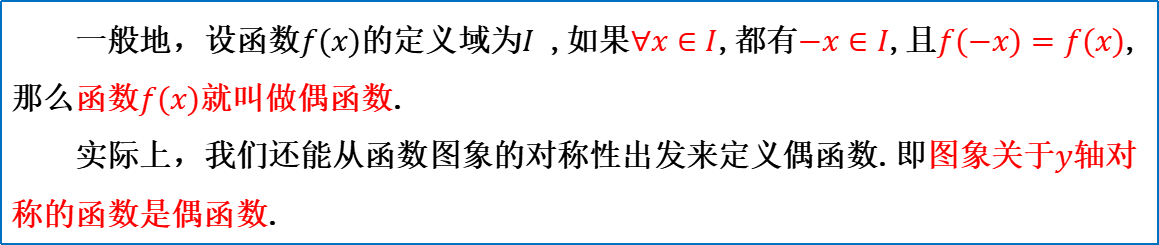 一般地，设函数f(x)的定义域为I ,如果∀x ∈ I,都有−x ∈ I,且f(−x) = f(x),
那么函数f(x)就叫做偶函数.
实际上，我们还能从函数图象的对称性出发来定义偶函数.即图象关于y轴对
称的函数是偶函数.